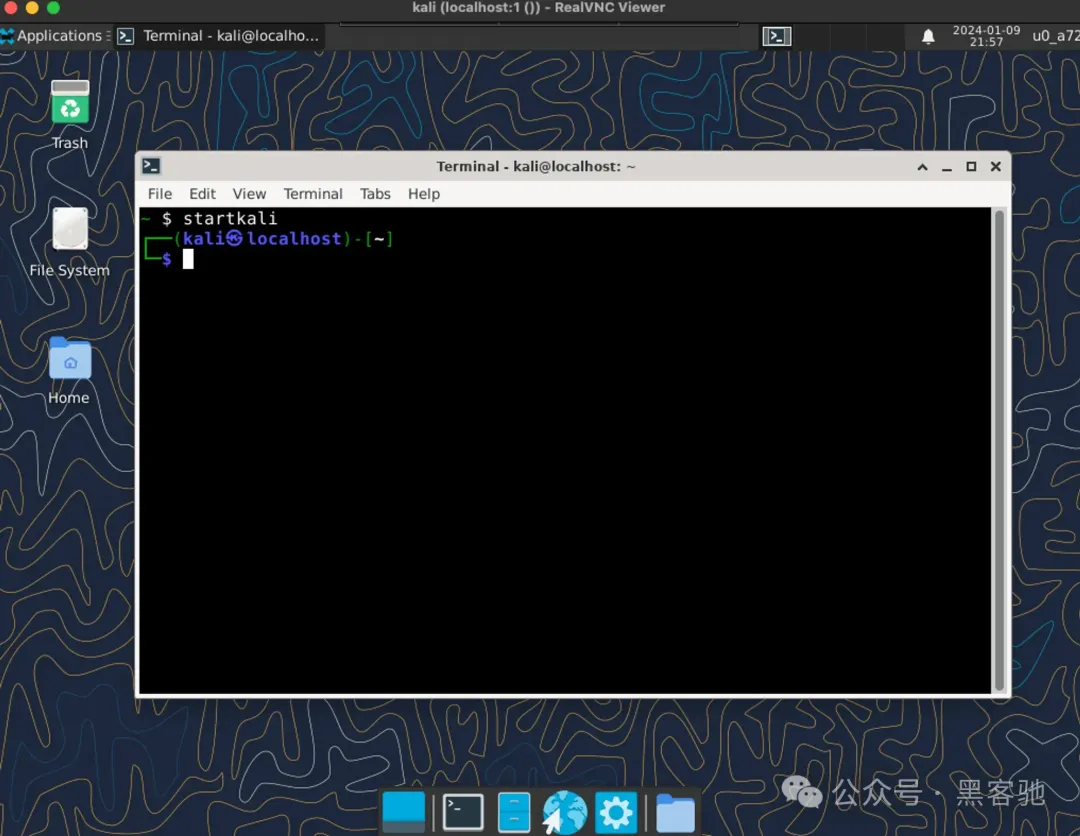 kali (localhost:1 ()) - RealVNC Viewer
Applications
Terminal - kali@localho...
2024-01-09
21:57
u0_a72
Trash
File System
Home
Terminal - kali@localhost: ~
File Edit View Terminal Tabs Help
~ $ startkali
┌──(kali㉿localhost)-[~]
└─$
公众号 · 黑客驰